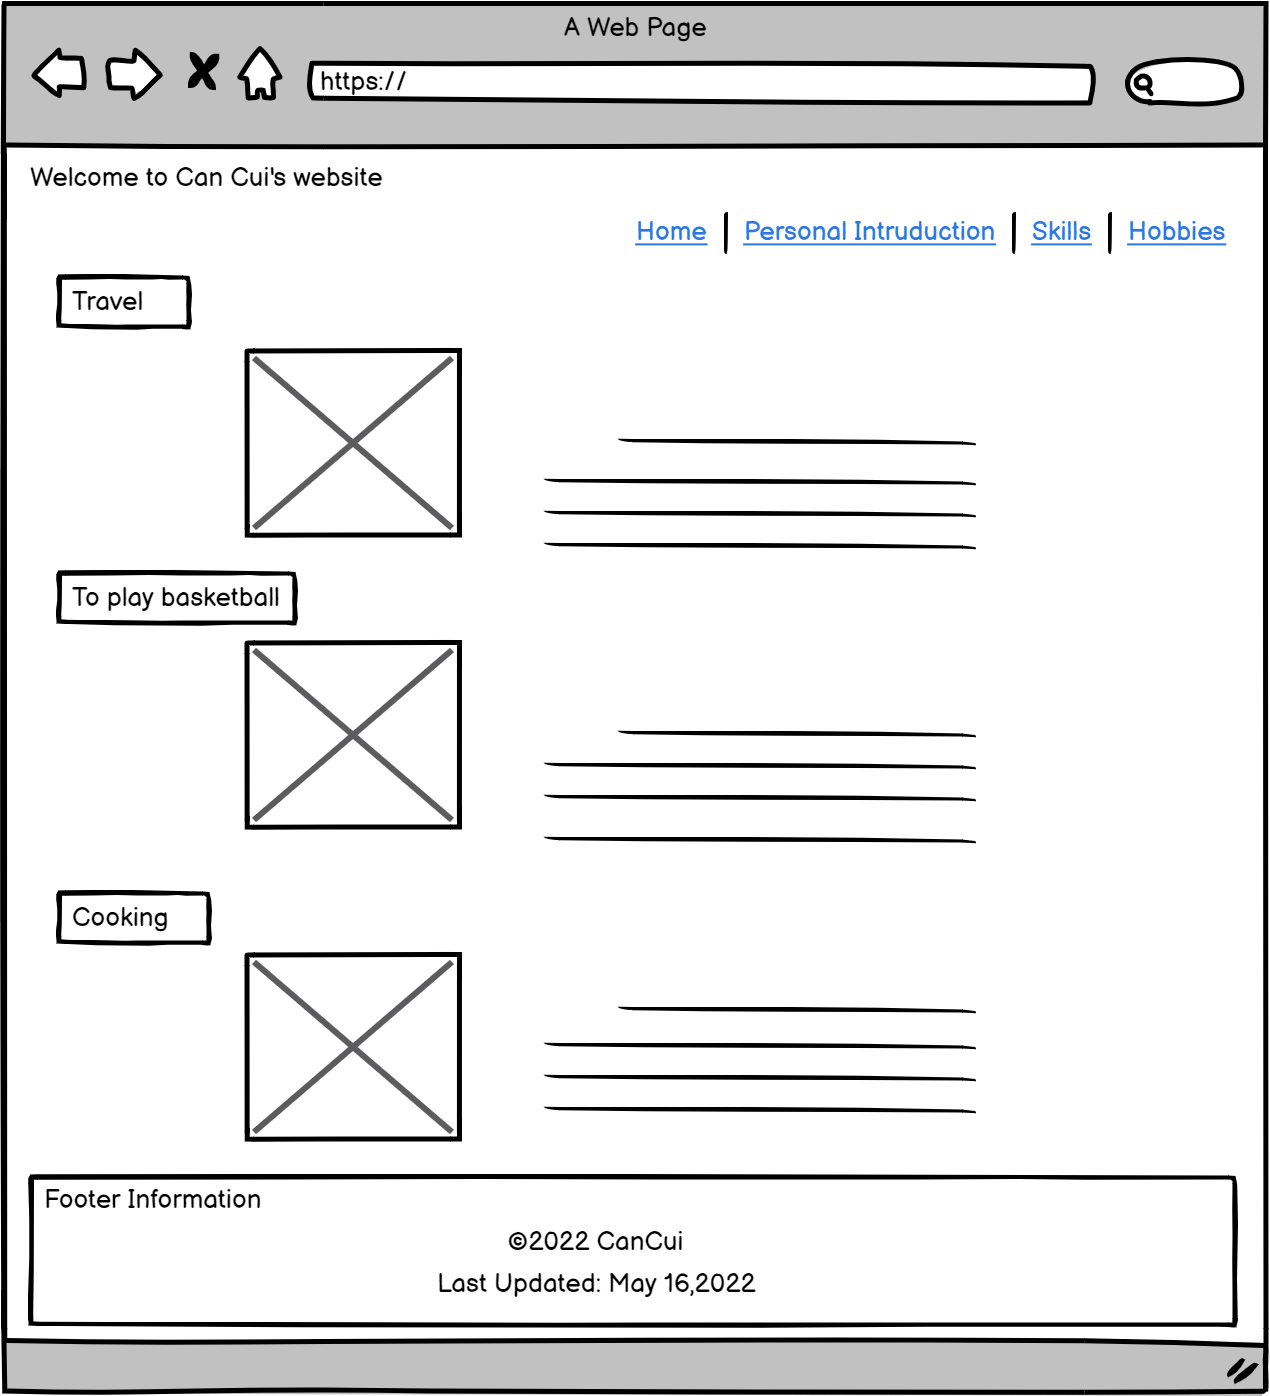 A Web Page
https://
Welcome to Can Cui's website
Home Personal Intruduction Skills Hobbies
Travel
To play basketball
Cooking
Footer Information
©2022 CanCui
Last Updated: May 16,2022